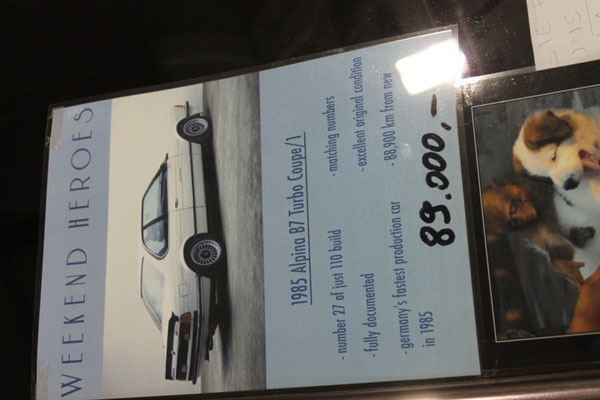 WEEKEND HEROES
1985 Alpina B7 Turbo Coupe/1
- number 27 of just 110 build
- fully documented
- germany's fastest production car
in 1985
- matching numbers
- excellent original condition
- 88,900 km from new
89.000,-